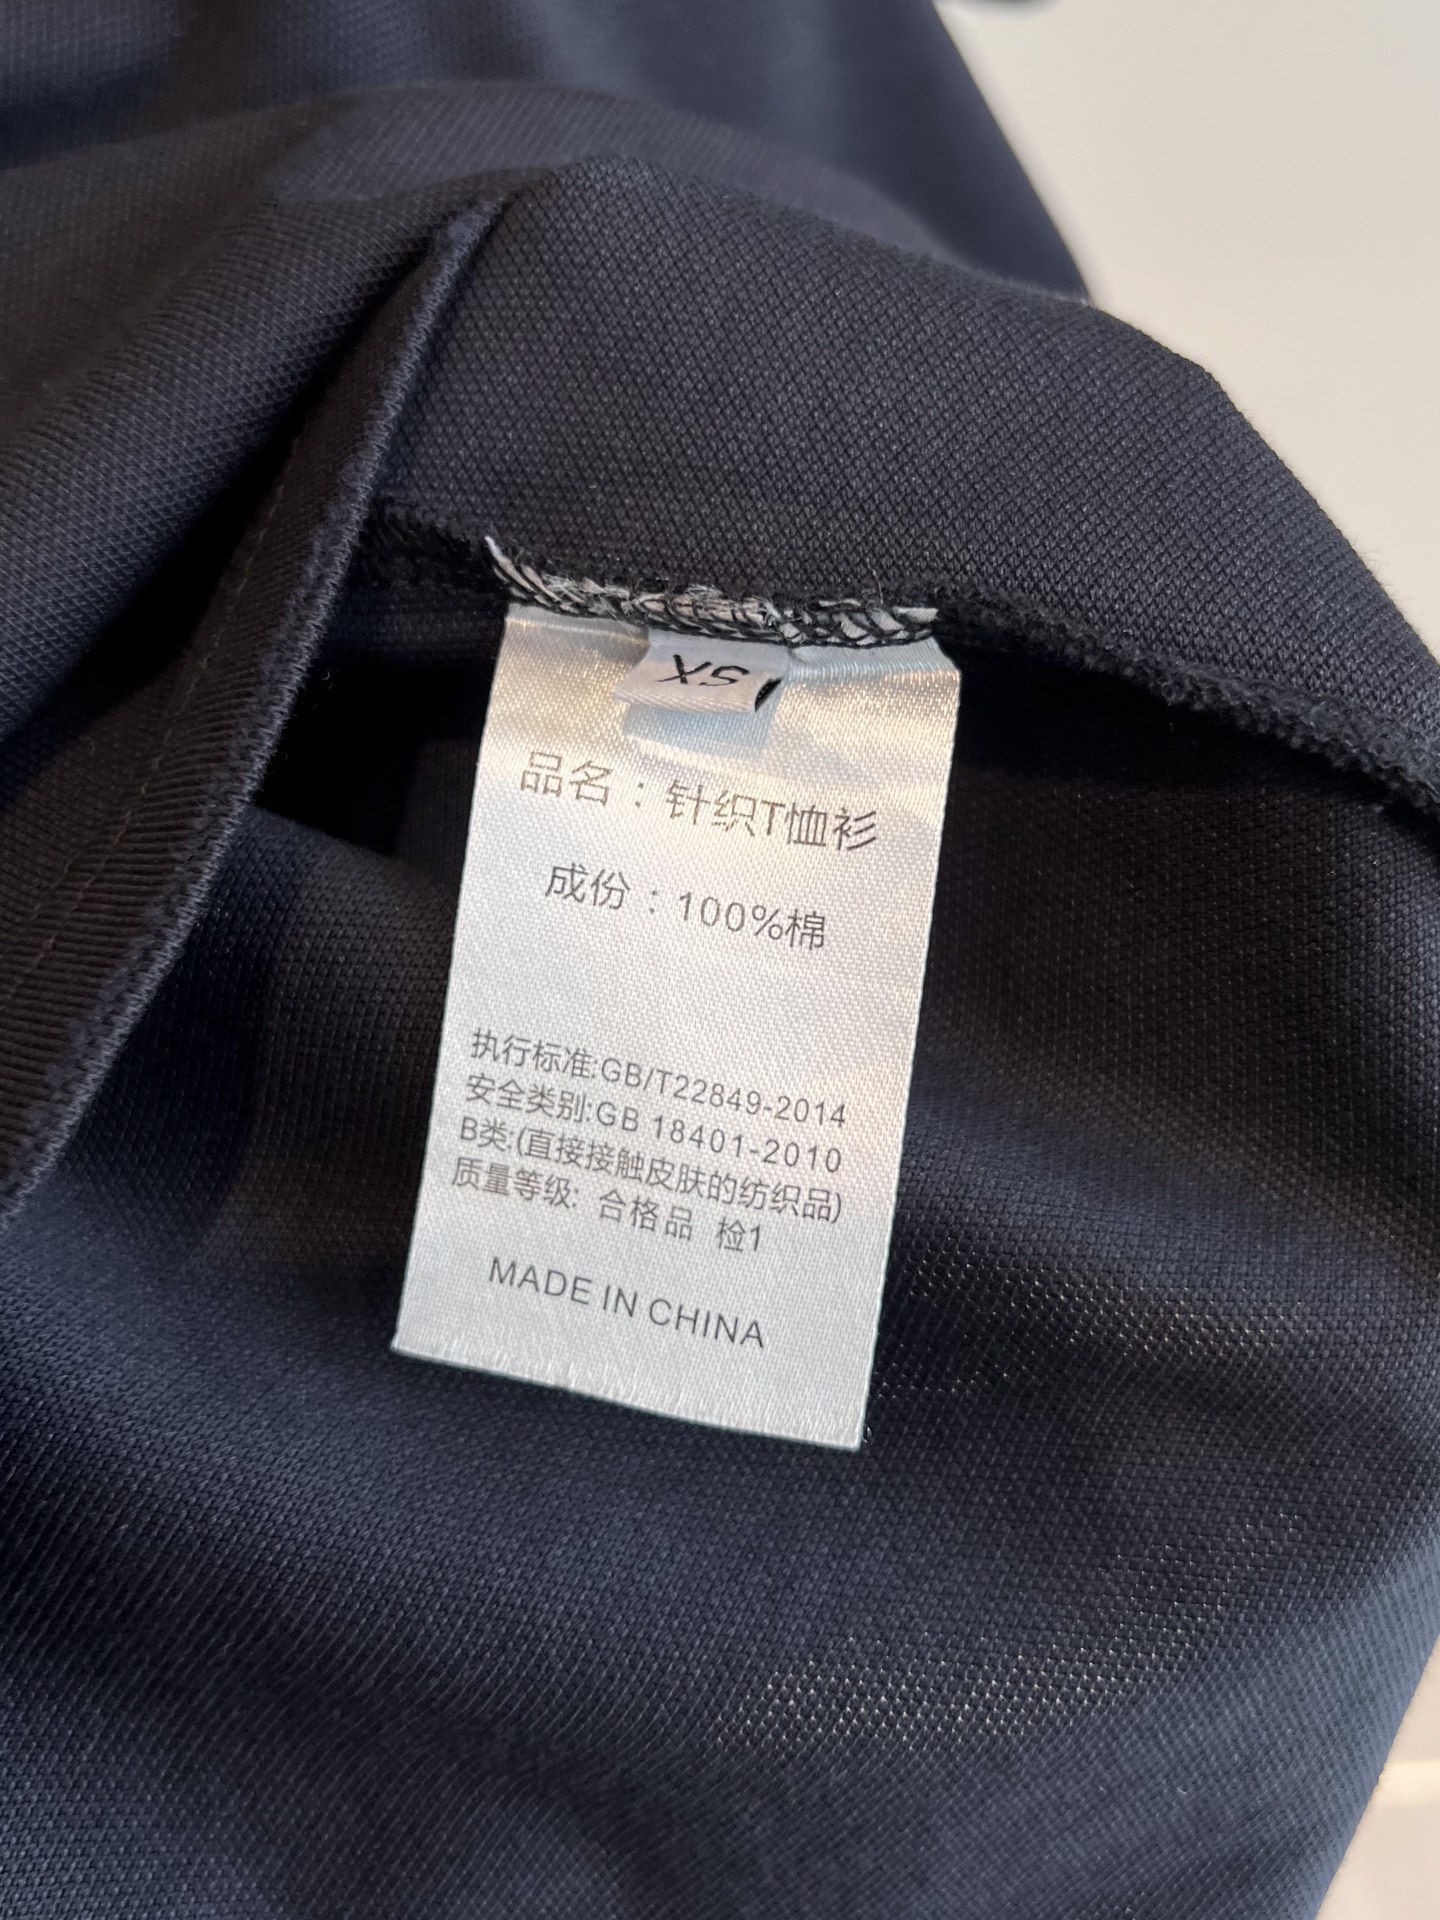 XS
品名：针织T恤衫
成份：100%棉
执行标准:GB/T22849-2014
安全类别:GB 18401-2010
B类:(直接接触皮肤的纺织品)
质量等级: 合格品 检1
MADE IN CHINA